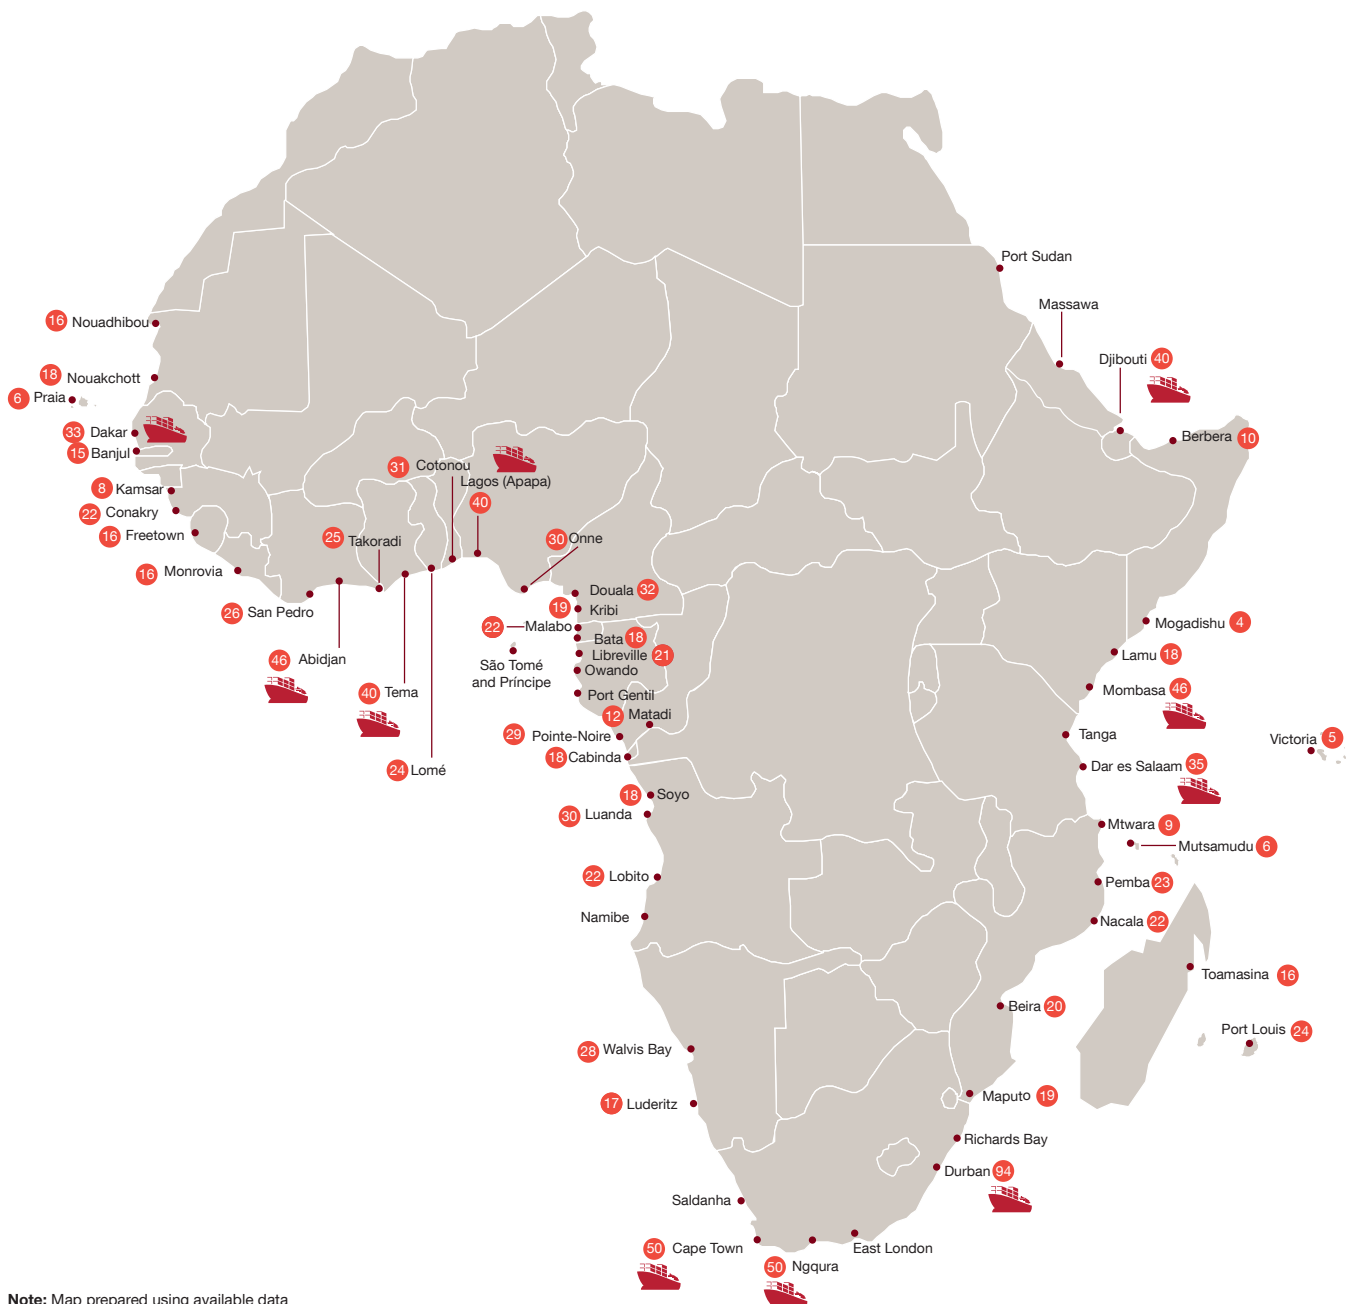 Port Sudan
Massawa
16 Nouadhibou
Djibouti 40
18 Nouakchott
6 Praia
33 Dakar
Berbera 10
15 Banjul
31 Cotonou
Lagos (Apapa)
40
8 Kamsar
22 Conakry
16 Freetown
25 Takoradi
30 Onne
16 Monrovia
Douala 32
26 San Pedro
19 Kribi
22 Malabo
Mogadishu 4
Bata 18
46 Abidjan
Libreville 21
Lamu 18
São Tomé
and Príncipe
Owando
40 Tema
Port Gentil
Mombasa 46
12 Matadi
29 Pointe-Noire
Tanga
Victoria 5
18 Cabinda
24 Lomé
Dar es Salaam 35
18 Soyo
30 Luanda
Mtwara 9
Mutsamudu 6
22 Lobito
Pemba 23
Namibe
Nacala 22
Toamasina 16
Beira 20
Port Louis 24
28 Walvis Bay
Maputo 19
17 Luderitz
Richards Bay
Durban 94
Saldanha
50 Cape Town
East London
50 Ngqura
Note: Map prepared using available data